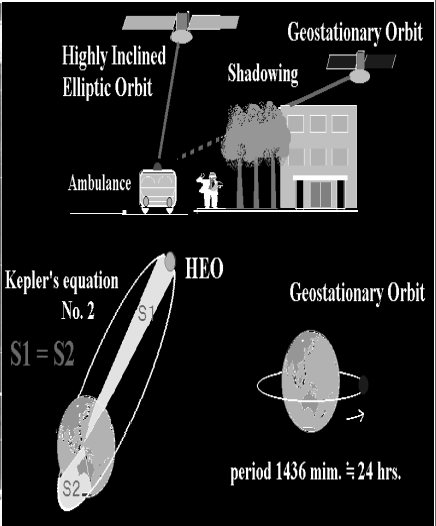 Geostationary Orbit
Highly Inclined
Elliptic Orbit
Shadowing
Ambulance
Kepler's equation
No. 2
HEO
S1
S1 = S2
S2
Geostationary Orbit
period 1436 mim. ≒ 24 hrs.